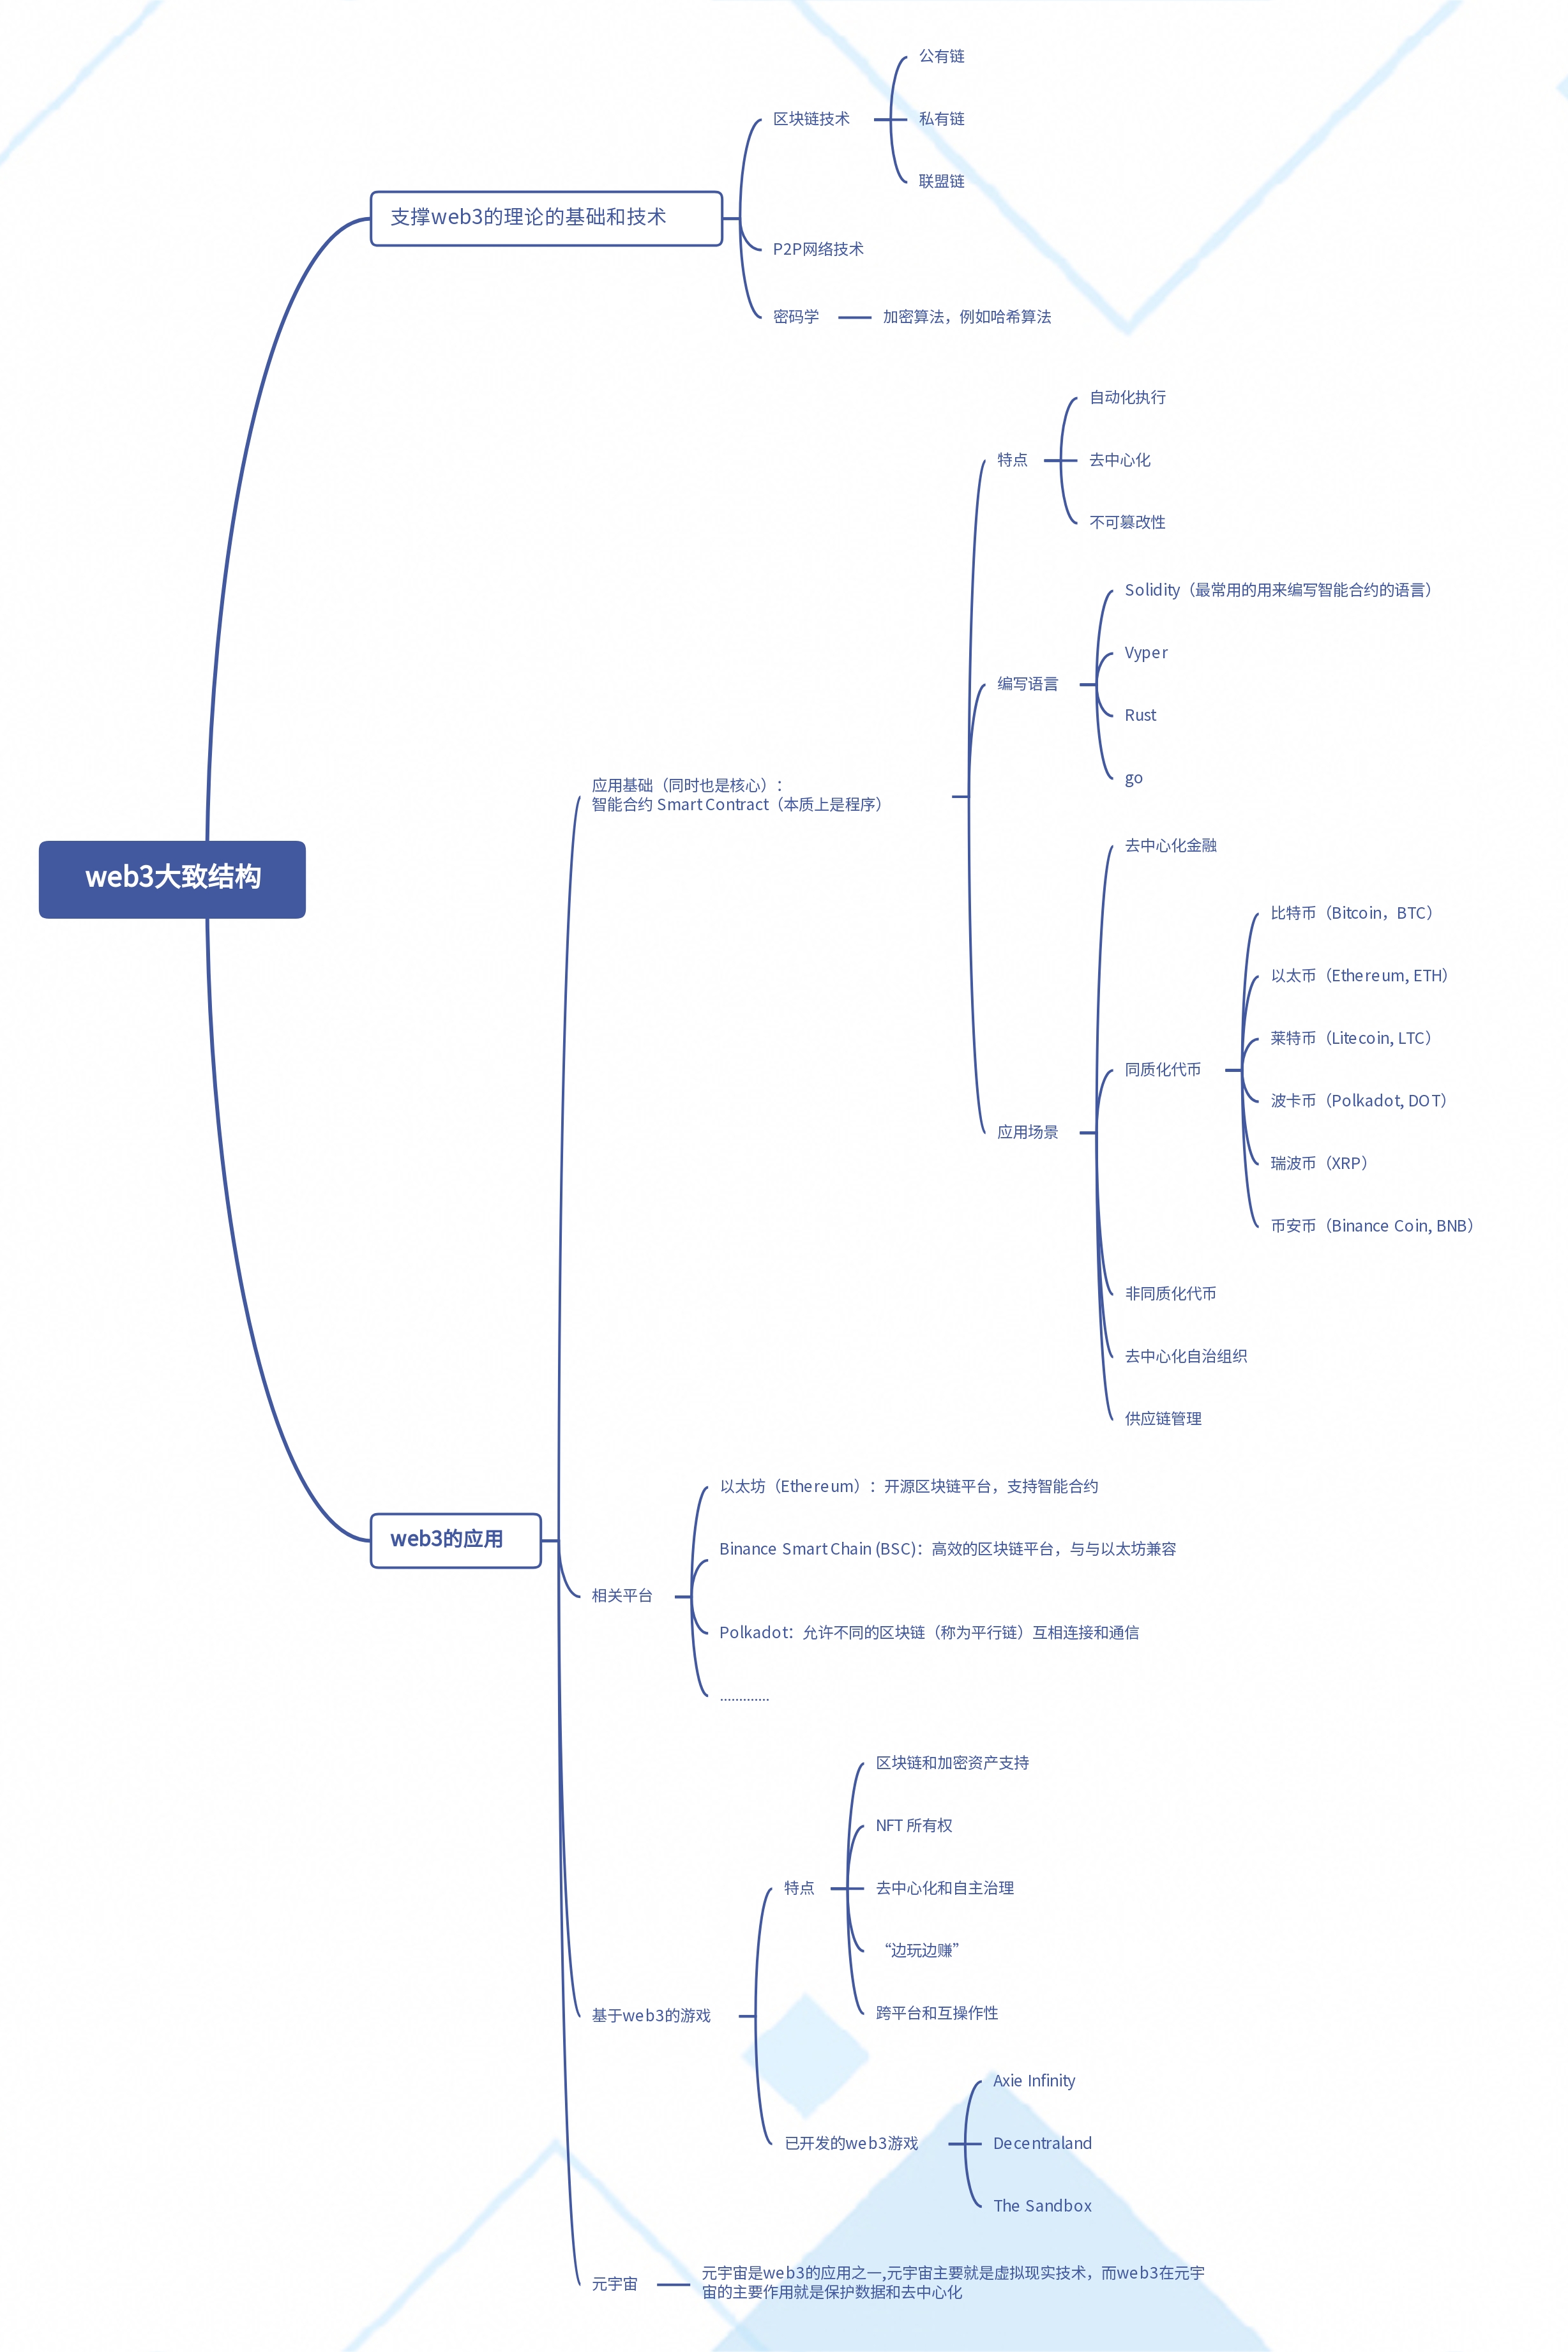 公有链
区块链技术
私有链
联盟链
支撑web3的理论的基础和技术
P2P网络技术
密码学
加密算法，例如哈希算法
自动化执行
特点
去中心化
不可篡改性
Solidity（最常用的用来编写智能合约的语言）
Vyper
编写语言
Rust
go
应用基础（同时也是核心）：
智能合约 Smart Contract（本质上是程序）
去中心化金融
web3大致结构
比特币（Bitcoin，BTC）
以太币（Ethereum, ETH）
莱特币（Litecoin, LTC）
同质化代币
波卡币（Polkadot, DOT）
应用场景
瑞波币（XRP）
币安币（Binance Coin, BNB）
非同质化代币
去中心化自治组织
供应链管理
以太坊（Ethereum）：开源区块链平台，支持智能合约
web3的应用
Binance Smart Chain (BSC)：高效的区块链平台，与与以太坊兼容
相关平台
Polkadot：允许不同的区块链（称为平行链）互相连接和通信
.............
区块链和加密资产支持
NFT 所有权
特点
去中心化和自主治理
“边玩边赚”
跨平台和互操作性
基于web3的游戏
Axie Infinity
已开发的web3游戏
Decentraland
The Sandbox
元宇宙
元宇宙是web3的应用之一,元宇宙主要就是虚拟现实技术，而web3在元宇
宙的主要作用就是保护数据和去中心化